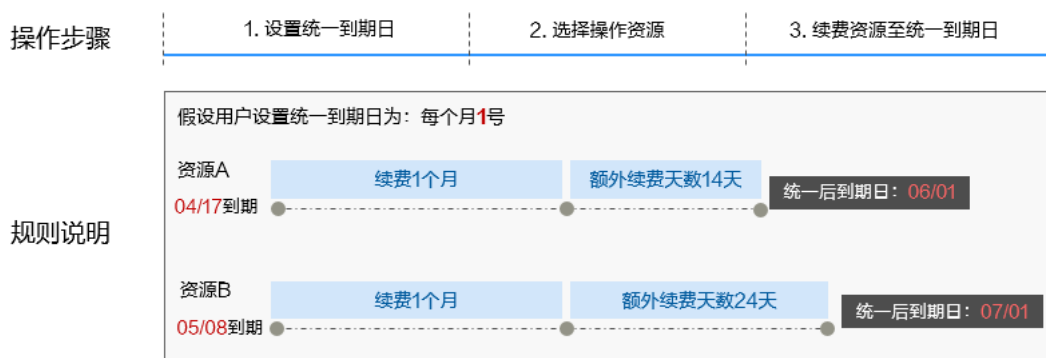 操作步骤
1. 设置统一到期日
2. 选择操作资源
3. 续费资源至统一到期日
规则说明
假设用户设置统一到期日为：每个月1号
资源A
04/17到期
续费1个月
额外续费天数14天
统一后到期日：06/01
资源B
05/08到期
续费1个月
额外续费天数24天
统一后到期日：07/01